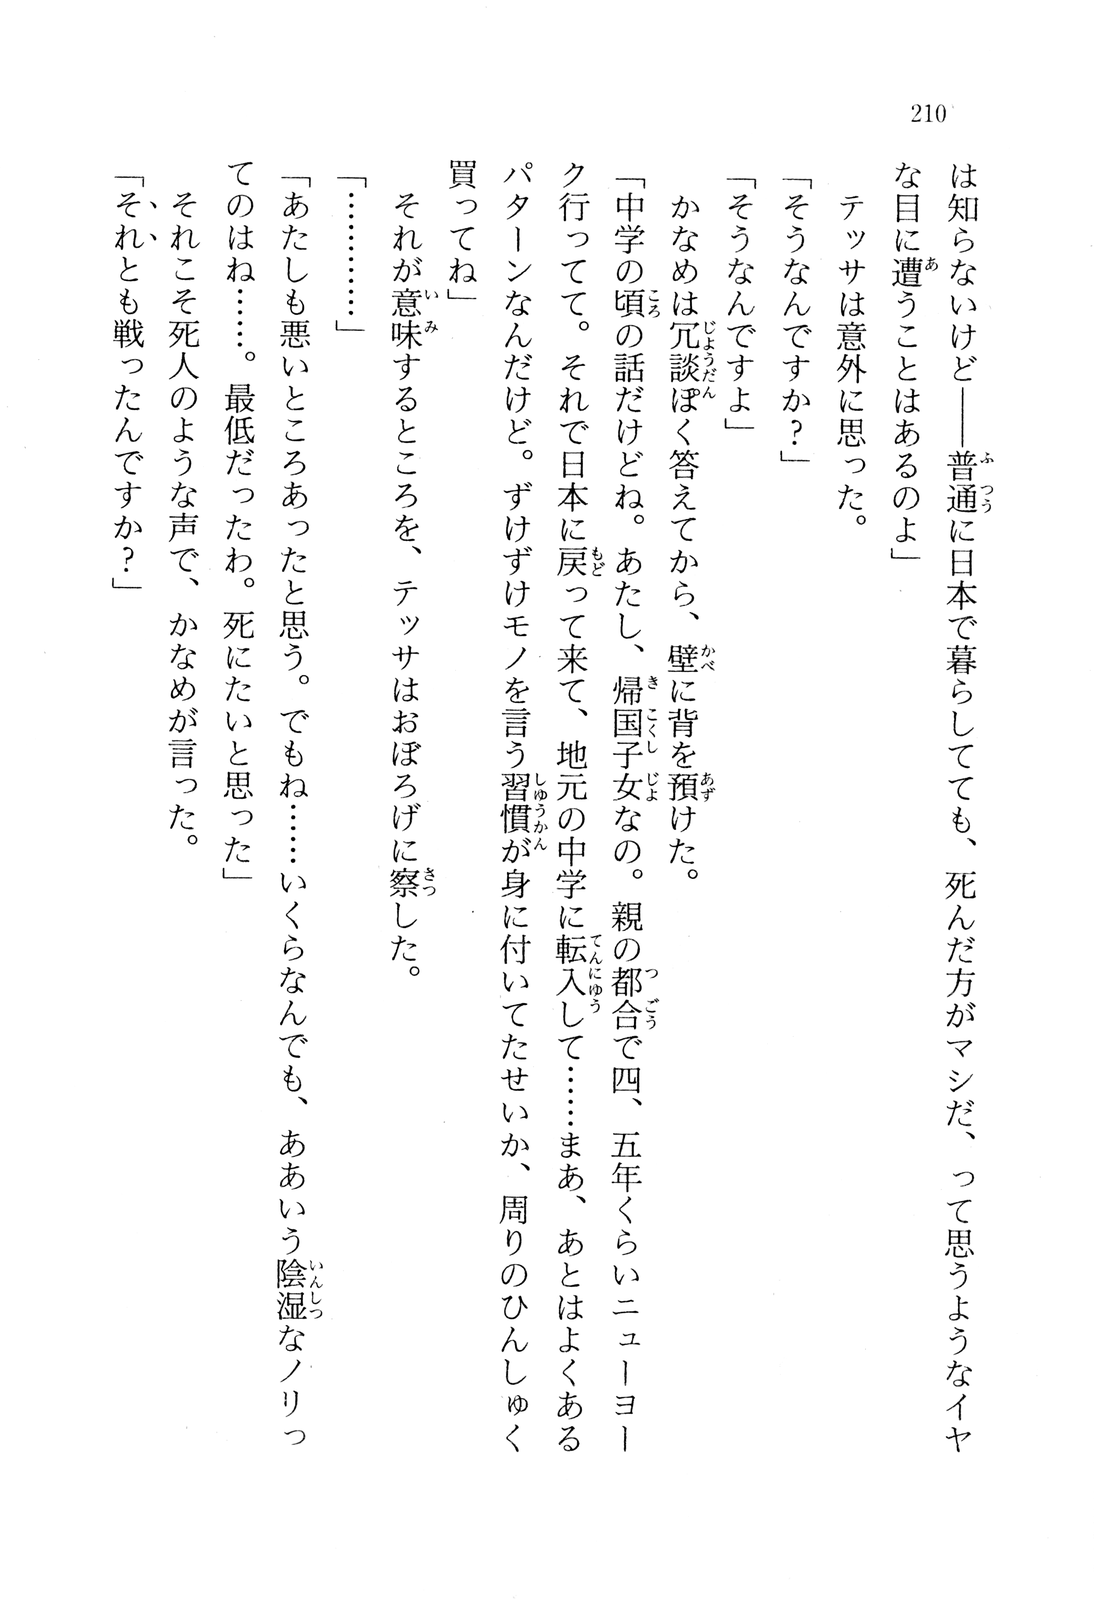 210
は知らないけど――普通に日本で暮らしてても、死んだ方がマシだ、って思うようなイヤ
な目に遭うことはあるのよ」
テッサは意外に思った。
「そうなんですか？」
「そうなんですよ」
かなめは冗談ぽく答えてから、壁に背を預けた。
「中学の頃の話だけどね。あたし、帰国子女なの。親の都合で四、五年くらいニューヨー
ク行ってて。それで日本に戻って来て、地元の中学に転入して……まあ、あとはよくある
パターンなんだけど。ずけずけモノを言う習慣が身に付いてたせいか、周りのひんしゅく
買ってね」
それが意味するところを、テッサはおぼろげに察した。
「…………」
「あたしも悪いところあったと思う。でもね……いくらなんでも、ああいう陰湿なノリっ
てのはね……。最低だったわ。死にたいと思った」
それこそ死人のような声で、かなめが言った。
「それとも戦ったんですか？」